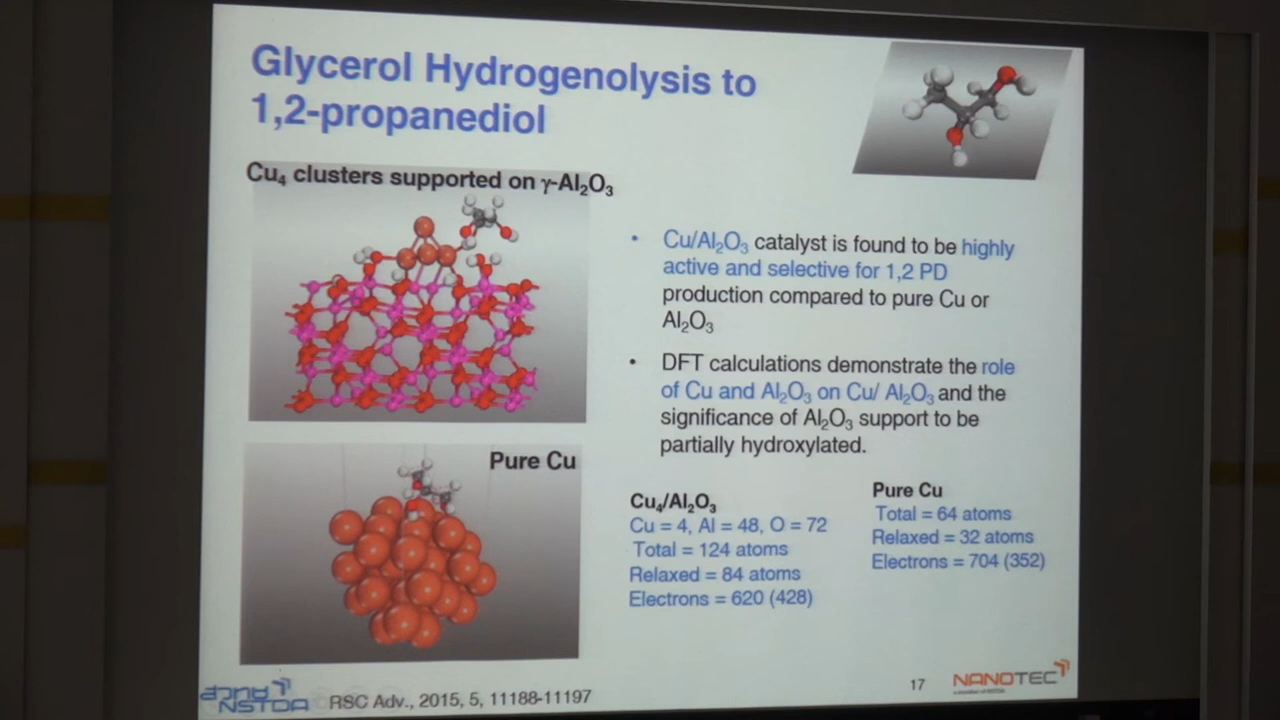 Glycerol Hydrogenolysis to
1,2-propanediol
Cu₄ clusters supported on γ-Al₂O₃
• Cu/Al₂O₃ catalyst is found to be highly
active and selective for 1,2 PD
production compared to pure Cu or
Al₂O₃
• DFT calculations demonstrate the role
of Cu and Al₂O₃ on Cu/ Al₂O₃ and the
significance of Al₂O₃ support to be
partially hydroxylated.
Pure Cu
Cu₄/Al₂O₃
Cu = 4, Al = 48, O = 72
Total = 124 atoms
Relaxed = 84 atoms
Electrons = 620 (428)
Pure Cu
Total = 64 atoms
Relaxed = 32 atoms
Electrons = 704 (352)
NSTDA
RSC Adv., 2015, 5, 11188-11197
17
NANOTEC
a member of NSTDA